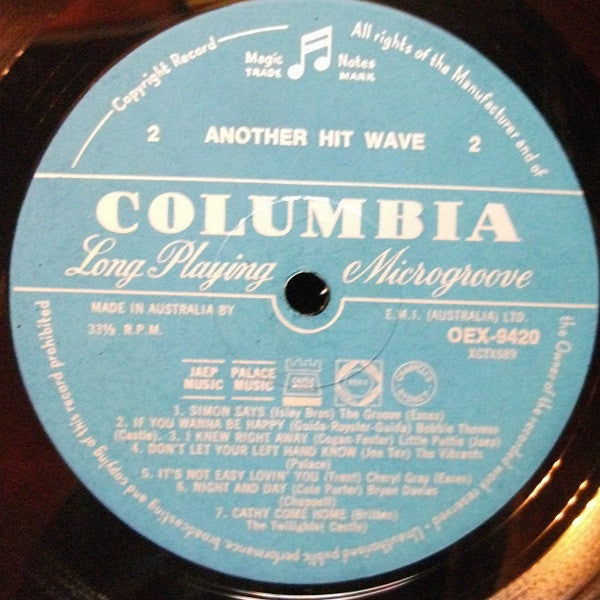 Copyright Record
All rights of the Manufacturer and of
the Owner of the recorded work reserved -
Unauthorised public performance, broadcasting and copying of this record prohibited
Magic Notes
TRADE MARK
2 ANOTHER HIT WAVE 2
COLUMBIA
Long Playing Microgroove
MADE IN AUSTRALIA BY E.M.I. (AUSTRALIA) LTD.
33⅓ R.P.M. OEX-9420
JAEP MUSIC
PALACE MUSIC
1. SIMON SAYS (Isley Bros) The Groove
2. IF YOU WANNA BE HAPPY (Guida-Royster-Guida) Bobbie Thomas
(Castle). 3. I KNEW RIGHT AWAY (Cogan-Foster) Little Pattie (Jaep)
4. DON'T LET YOUR LEFT HAND KNOW (Joe Tex) The Vibrants
(Palace)
5. IT'S NOT EASY LOVIN' YOU (Trent) Cheryl Gray
6. NIGHT AND DAY (Cole Porter) Bryan Davies
(Chappell)
7. CATHY COME HOME (Britten)
The Twilights (Castle)